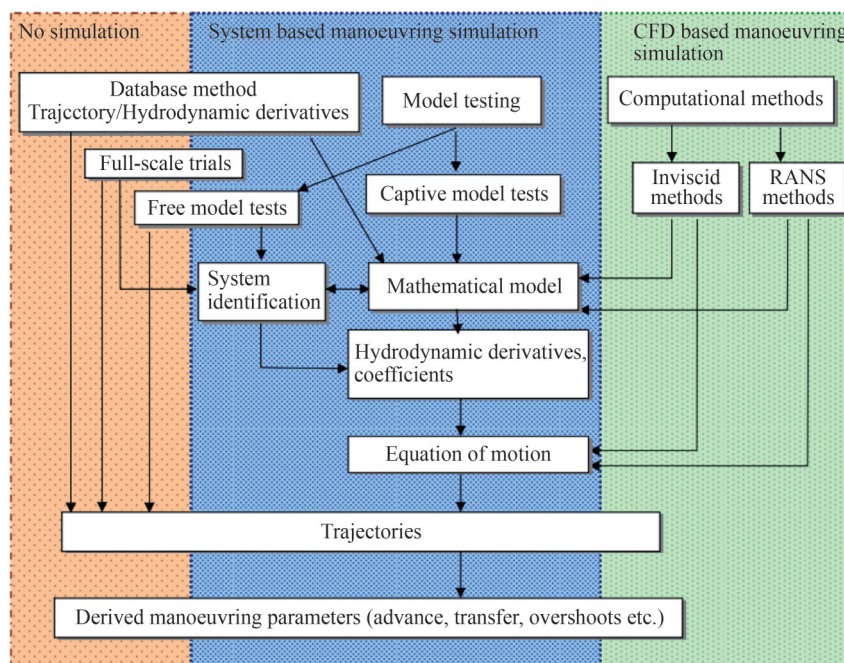 No simulation
System based manoeuvring simulation
CFD based manoeuvring
simulation
Database method
Trajcctory/Hydrodynamic derivatives
Model testing
Computational methods
Full-scale trials
Free model tests
Captive model tests
Inviscid
methods
RANS
methods
System
identification
Mathematical model
Hydrodynamic derivatives,
coefficients
Equation of motion
Trajectories
Derived manoeuvring parameters (advance, transfer, overshoots etc.)